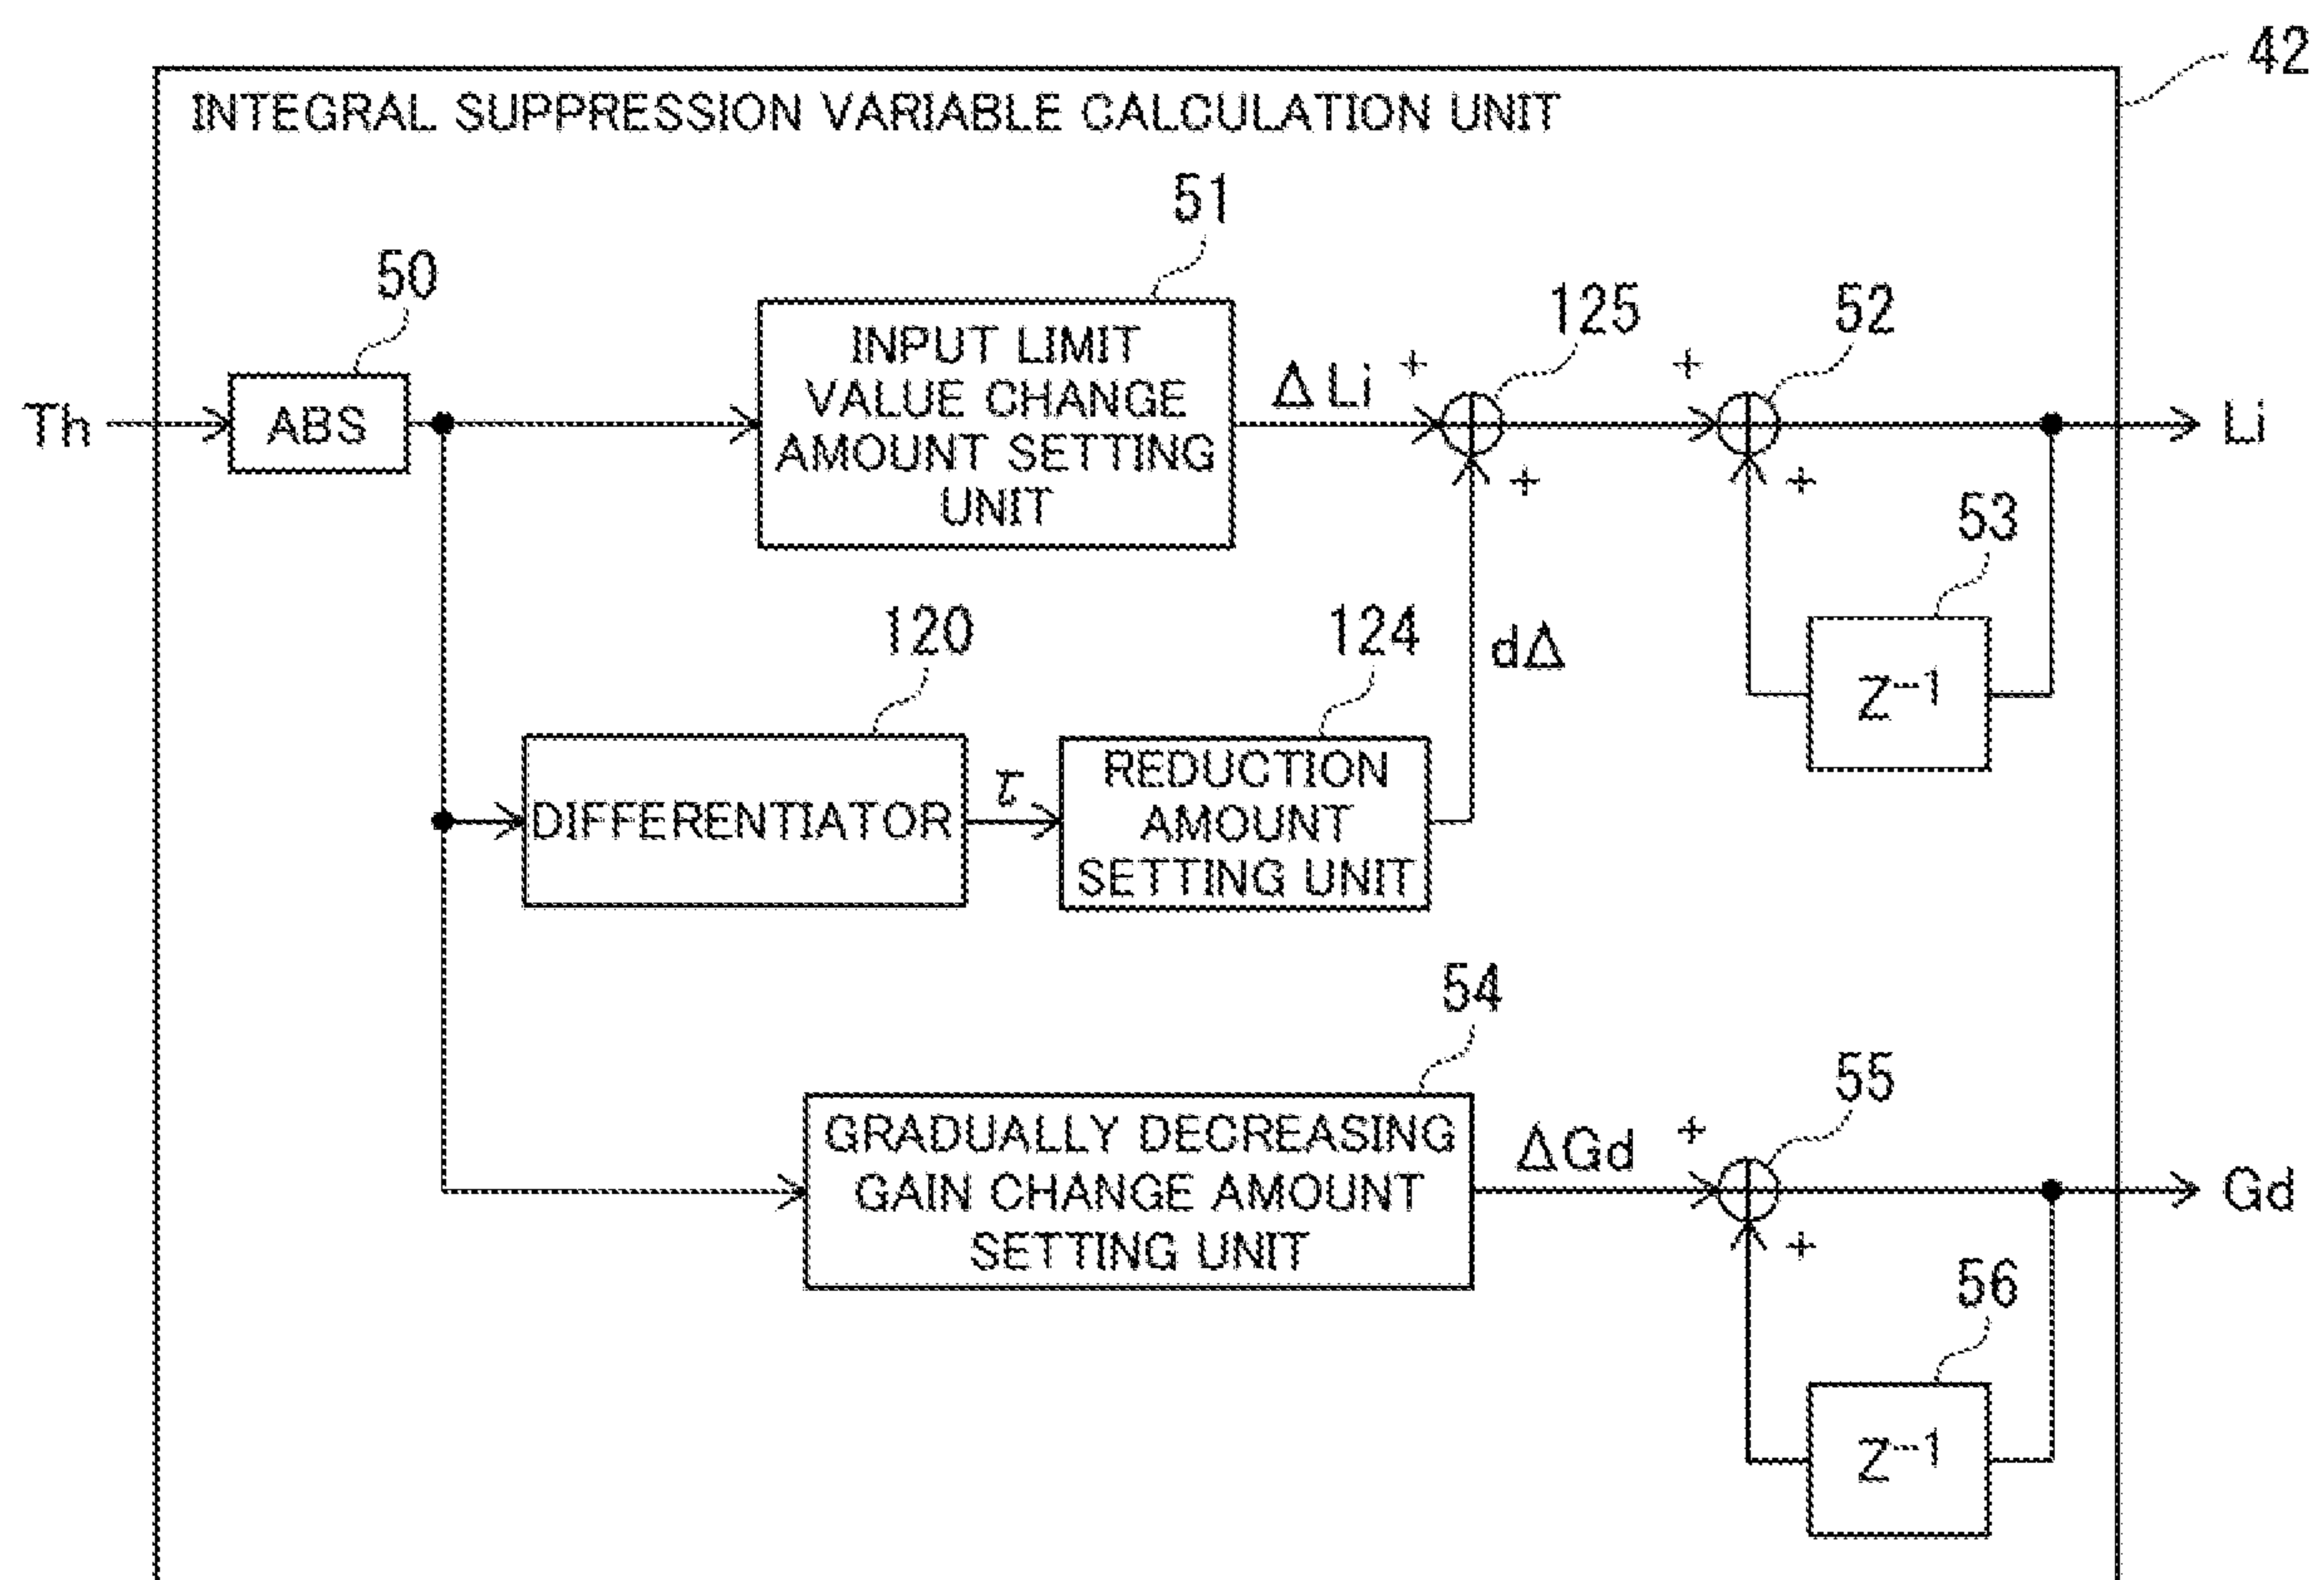 42
INTEGRAL SUPPRESSION VARIABLE CALCULATION UNIT
51
50
125
52
INPUT LIMIT
VALUE CHANGE
AMOUNT SETTING
UNIT
Δ Li
+
+
Th
ABS
Li
+
+
53
120
124
dΔ
Z⁻¹
DIFFERENTIATOR
τ
REDUCTION
AMOUNT
SETTING UNIT
54
55
GRADUALLY DECREASING
GAIN CHANGE AMOUNT
SETTING UNIT
ΔGd
+
Gd
+
56
Z⁻¹